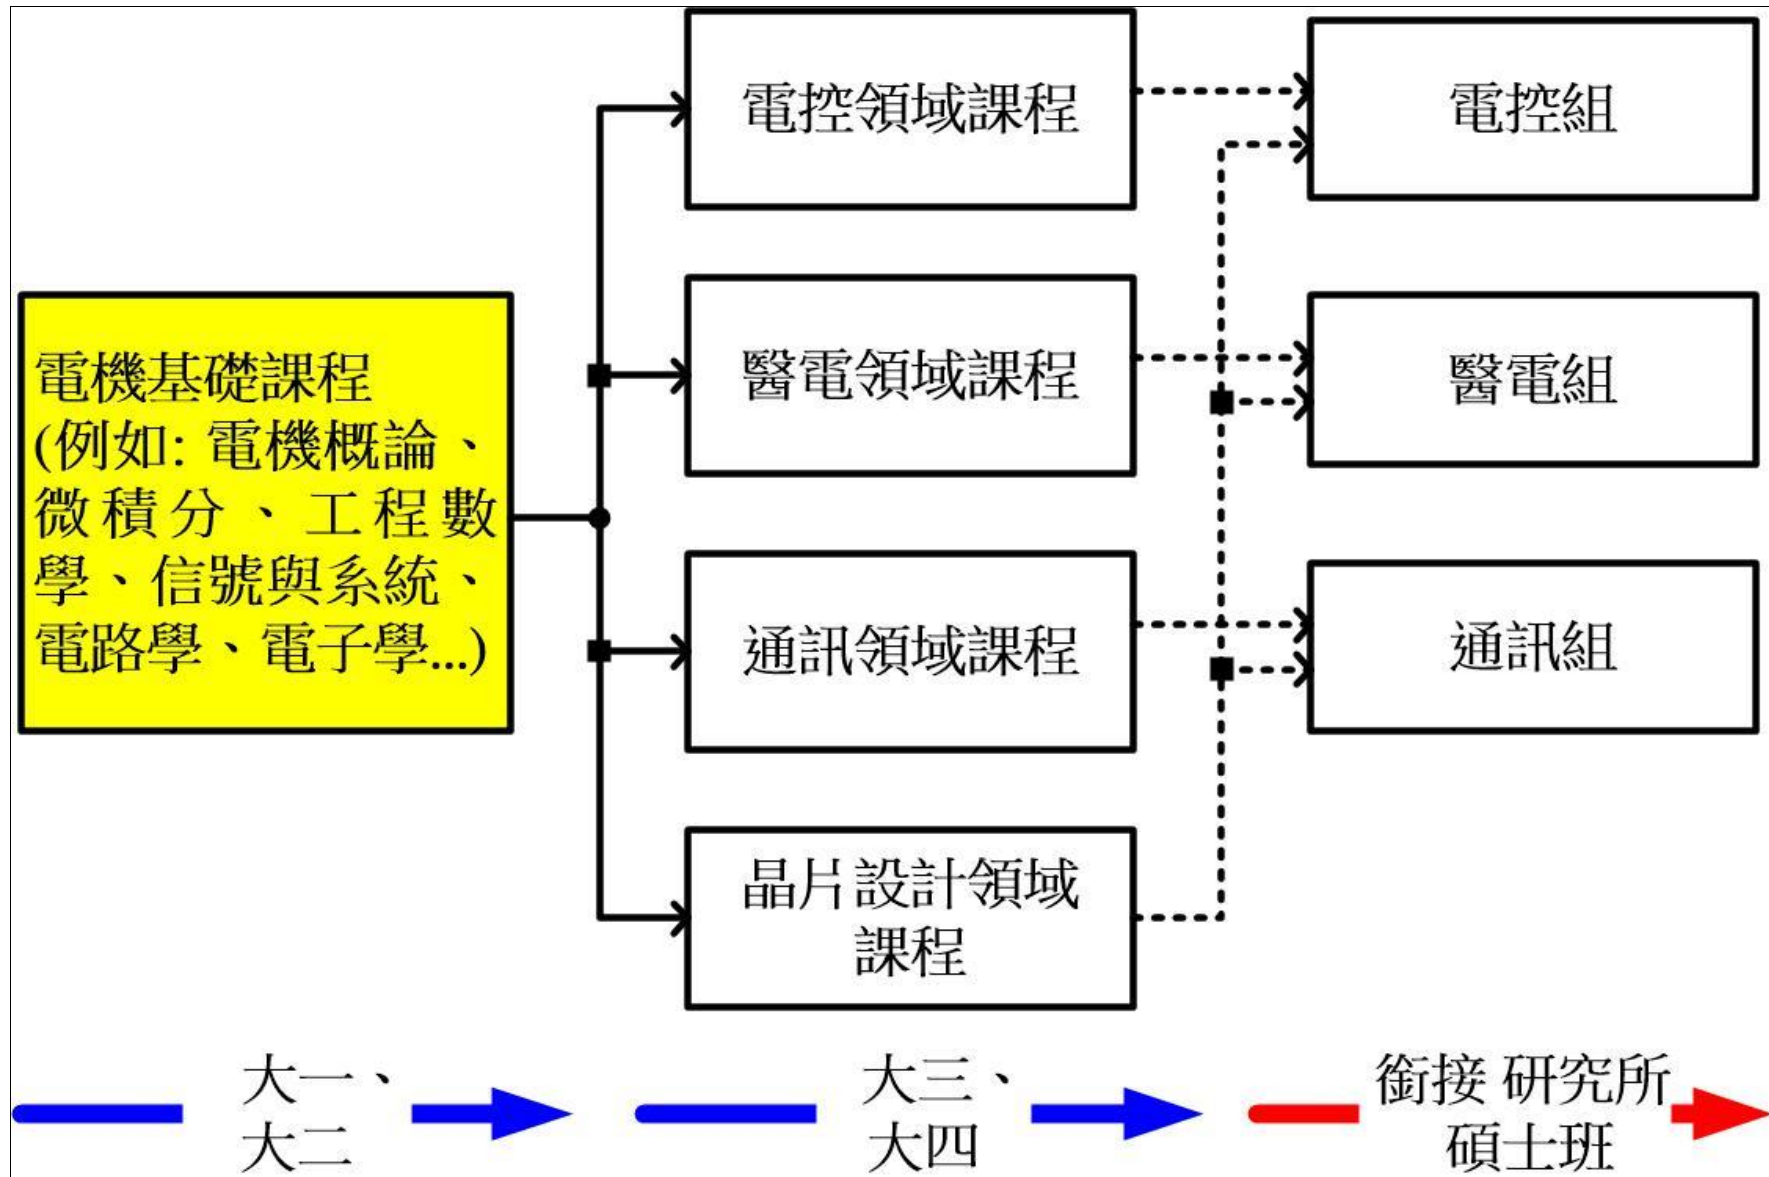 電機基礎課程
(例如: 電機概論、
微積分、工程數
學、信號與系統、
電路學、電子學...)
電控領域課程
醫電領域課程
通訊領域課程
晶片設計領域
課程
電控組
醫電組
通訊組
大一、
大二
大三、
大四
銜接 研究所
碩士班